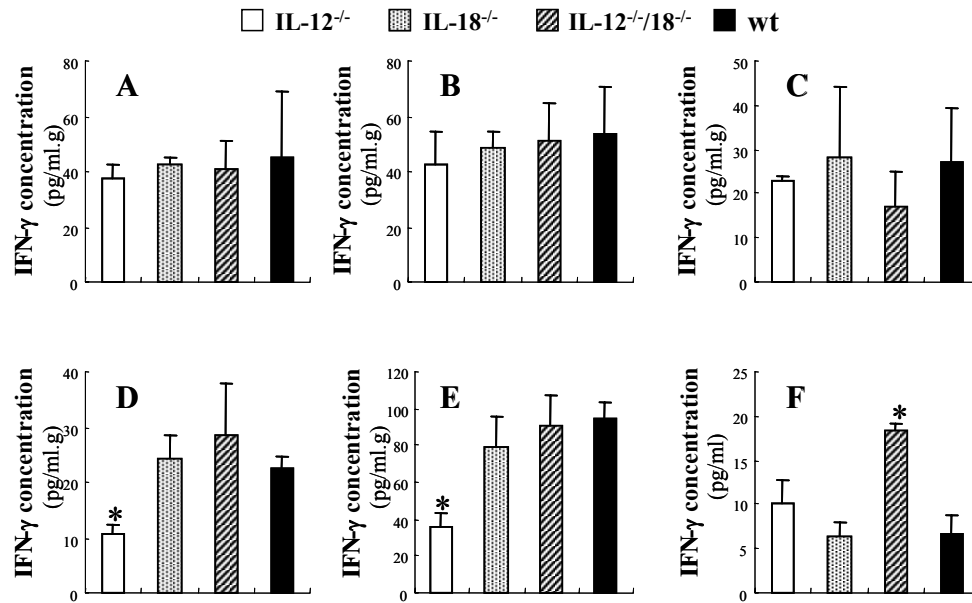 IL-12-/- IL-18-/- IL-12-/-/18-/- wt
A
IFN-γ concentration
(pg/ml.g)
80
60
40
20
0
B
IFN-γ concentration
(pg/ml.g)
80
60
40
20
0
C
IFN-γ concentration
(pg/ml.g)
50
40
30
20
10
0
D
IFN-γ concentration
(pg/ml.g)
40
30
20
10
0
*
E
IFN-γ concentration
(pg/ml.g)
120
100
80
60
40
20
0
*
F
IFN-γ concentration
(pg/ml)
25
20
15
10
5
0
*